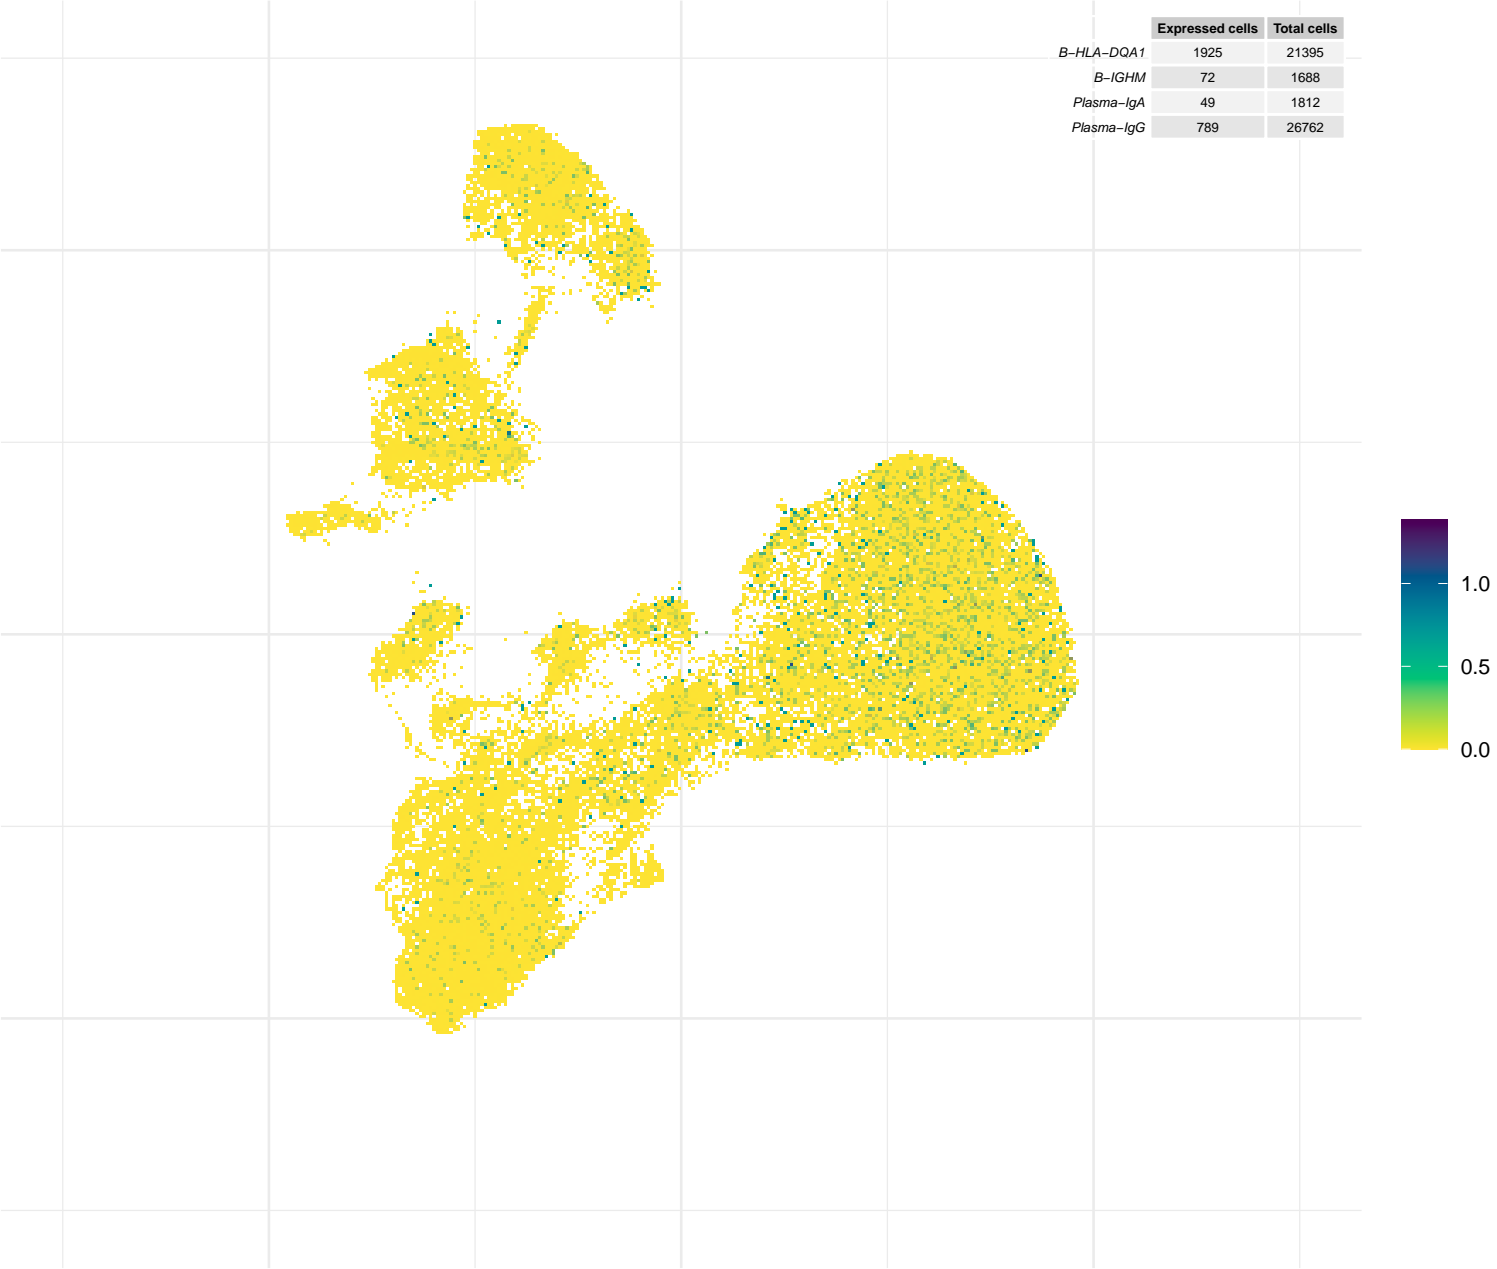 Expressed cells Total cells
B−HLA−DQA1 1925 21395
B−IGHM 72 1688
Plasma−IgA 49 1812
Plasma−IgG 789 26762
1.0
0.5
0.0